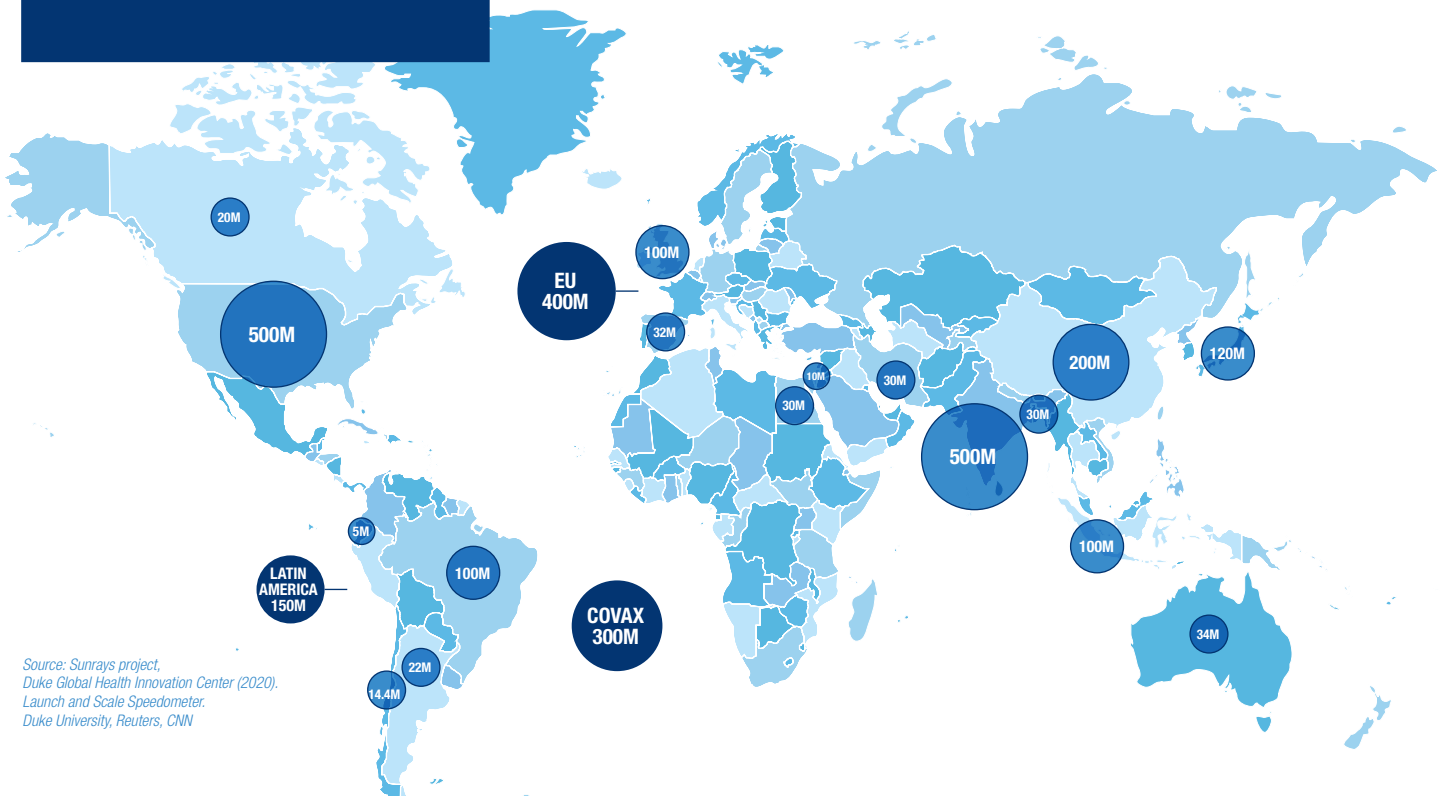 20M
500M
EU
400M
100M
32M
10M
30M
30M
30M
500M
200M
120M
100M
34M
5M
LATIN
AMERICA
150M
100M
22M
14.4M
COVAX
300M
Source: Sunrays project,
Duke Global Health Innovation Center (2020).
Launch and Scale Speedometer.
Duke University, Reuters, CNN